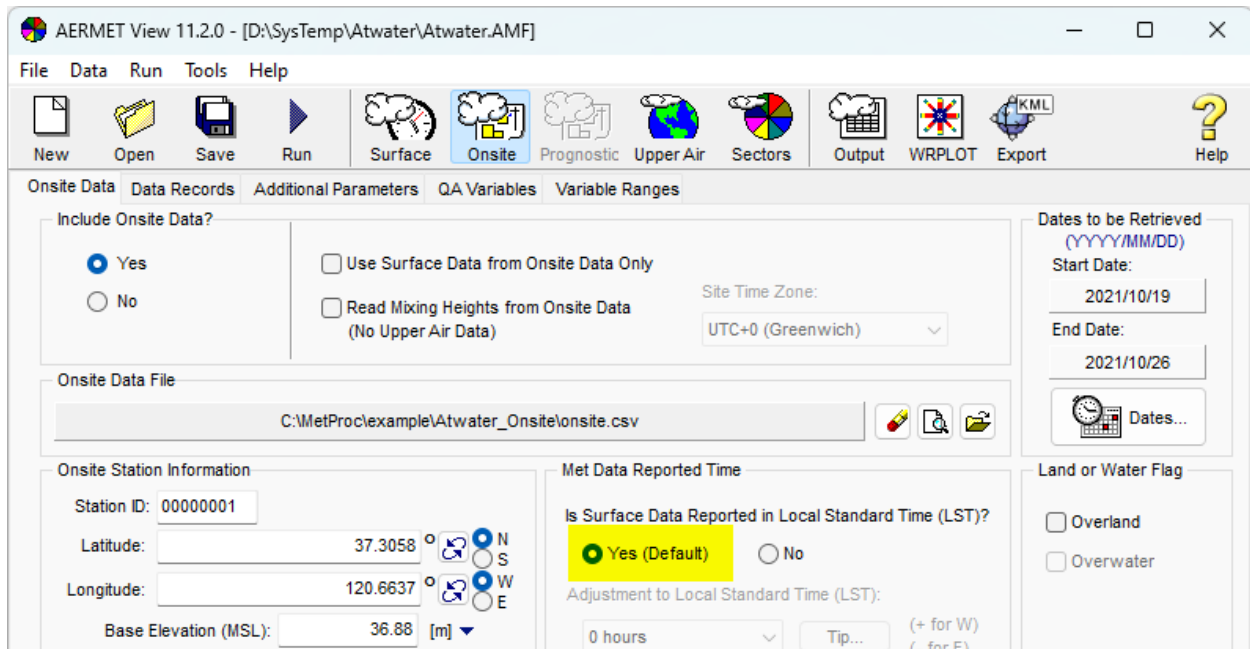 AERMET View 11.2.0 - [D:\SysTemp\Atwater\Atwater.AMF]
File Data Run Tools Help
KML
New Open Save Run Surface Onsite Prognostic Upper Air Sectors Output WRPLOT Export Help
Onsite Data Data Records Additional Parameters QA Variables Variable Ranges
Include Onsite Data?
Yes
No
Use Surface Data from Onsite Data Only
Read Mixing Heights from Onsite Data
(No Upper Air Data)
Site Time Zone:
UTC+0 (Greenwich)
Dates to be Retrieved
(YYYY/MM/DD)
Start Date:
2021/10/19
End Date:
2021/10/26
Dates...
Onsite Data File
C:\MetProc\example\Atwater_Onsite\onsite.csv
Onsite Station Information
Station ID: 00000001
Latitude: 37.3058 ° N
S
Longitude: 120.6637 ° W
E
Base Elevation (MSL): 36.88 [m]
Met Data Reported Time
Is Surface Data Reported in Local Standard Time (LST)?
Yes (Default) No
Adjustment to Local Standard Time (LST):
0 hours Tip... (+ for W)
(- for E)
Land or Water Flag
Overland
Overwater